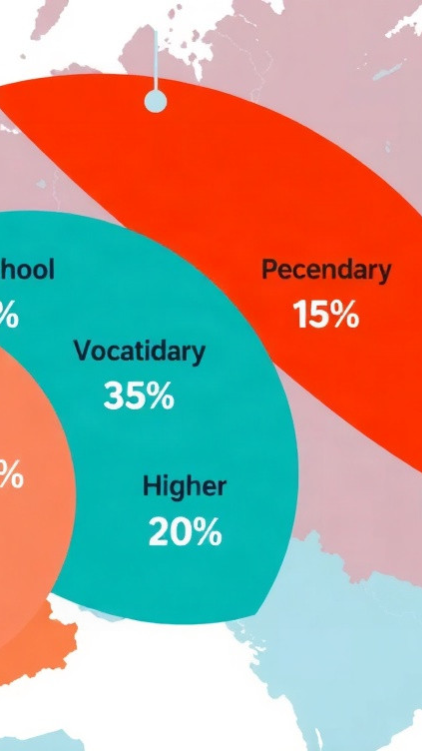 hool
%
Pecendary
15%
Vocatidary
35%
%
Higher
20%